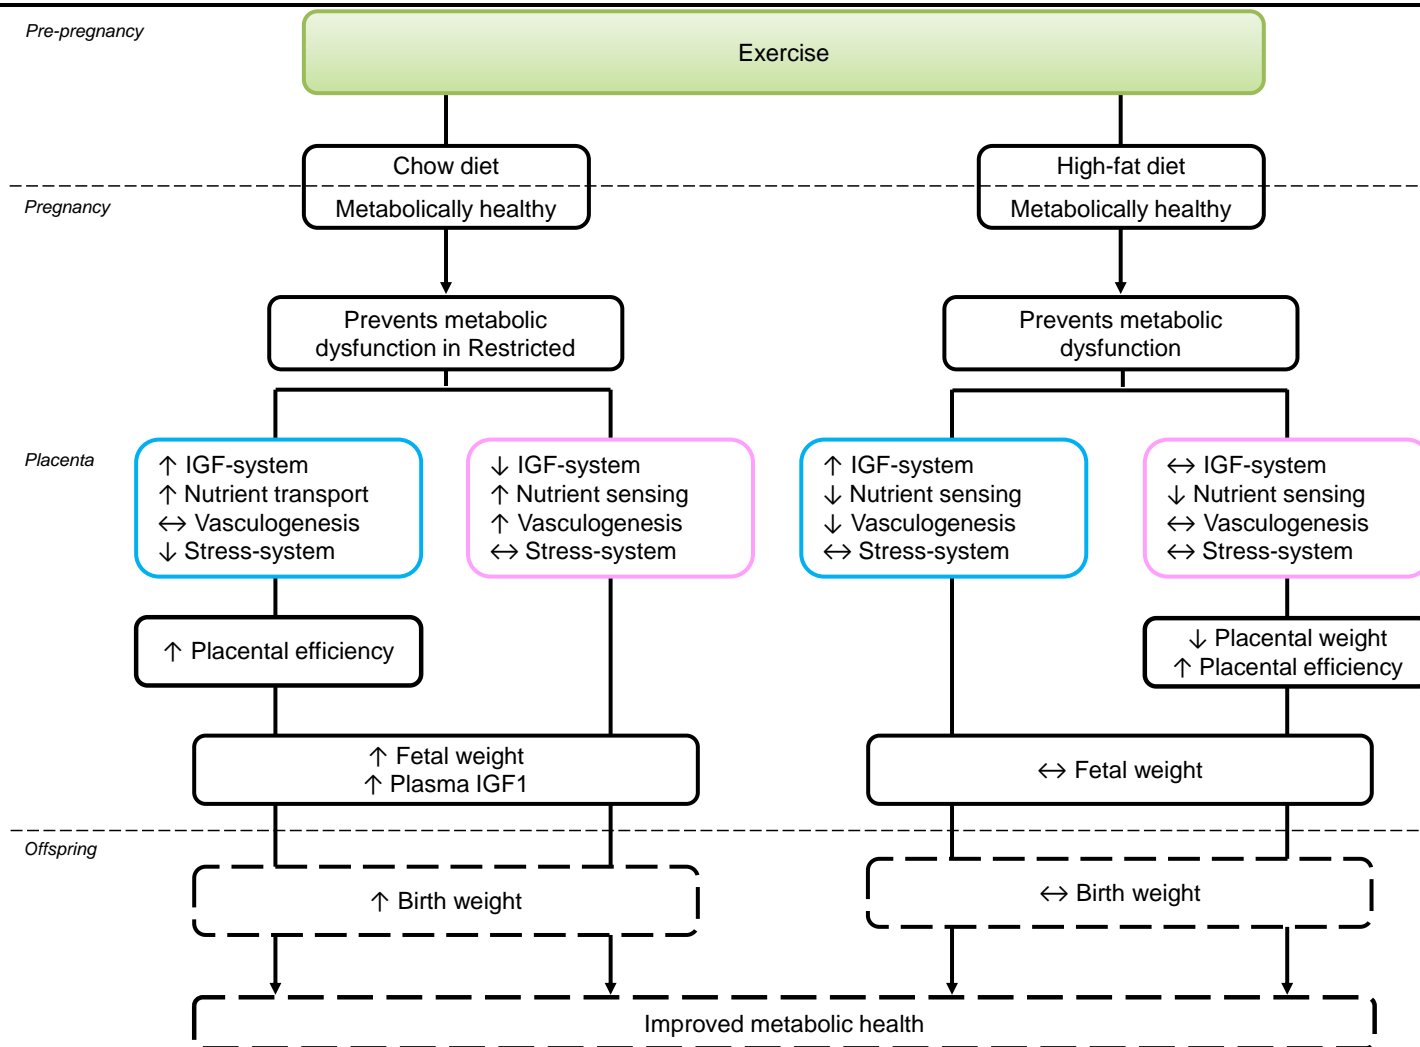 Pre-pregnancy
Exercise
Chow diet
High-fat diet
Pregnancy
Metabolically healthy
Metabolically healthy
Prevents metabolic
dysfunction in Restricted
Prevents metabolic
dysfunction
Placenta
↑ IGF-system
↑ Nutrient transport
↔ Vasculogenesis
↓ Stress-system
↓ IGF-system
↑ Nutrient sensing
↑ Vasculogenesis
↔ Stress-system
↑ IGF-system
↓ Nutrient sensing
↓ Vasculogenesis
↔ Stress-system
↔ IGF-system
↓ Nutrient sensing
↔ Vasculogenesis
↔ Stress-system
↑ Placental efficiency
↓ Placental weight
↑ Placental efficiency
↑ Fetal weight
↑ Plasma IGF1
↔ Fetal weight
Offspring
↑ Birth weight
↔ Birth weight
Improved metabolic health